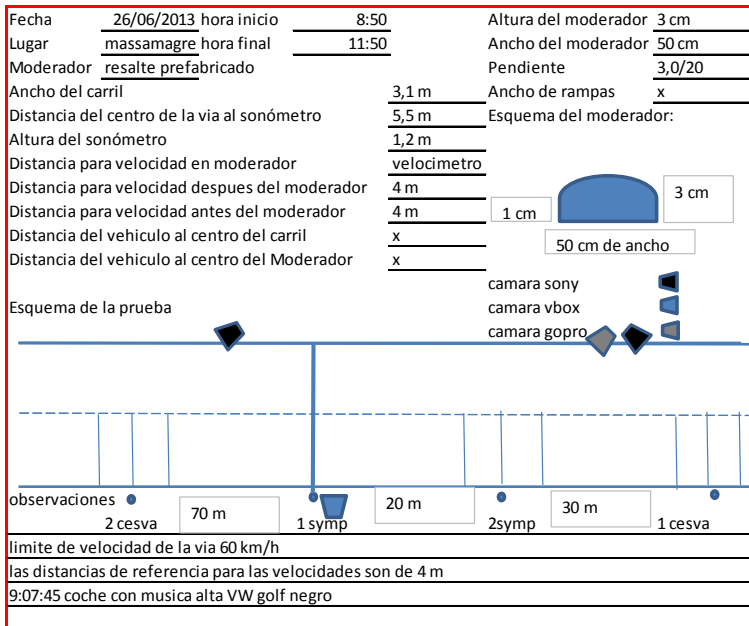 Fecha 26/06/2013 hora inicio 8:50 Altura del moderador 3 cm
Lugar massamagre hora final 11:50 Ancho del moderador 50 cm
Moderador resalte prefabricado Pendiente 3,0/20
Ancho del carril 3,1 m Ancho de rampas x
Distancia del centro de la via al sonómetro 5,5 m Esquema del moderador:
Altura del sonómetro 1,2 m
Distancia para velocidad en moderador velocimetro
Distancia para velocidad despues del moderador 4 m 3 cm
Distancia para velocidad antes del moderador 4 m 1 cm
Distancia del vehiculo al centro del carril x 50 cm de ancho
Distancia del vehiculo al centro del Moderador x
camara sony
Esquema de la prueba camara vbox
camara gopro
observaciones 70 m 20 m 30 m
2 cesva 1 symp 2symp 1 cesva
limite de velocidad de la via 60 km/h
las distancias de referencia para las velocidades son de 4 m
9:07:45 coche con musica alta VW golf negro